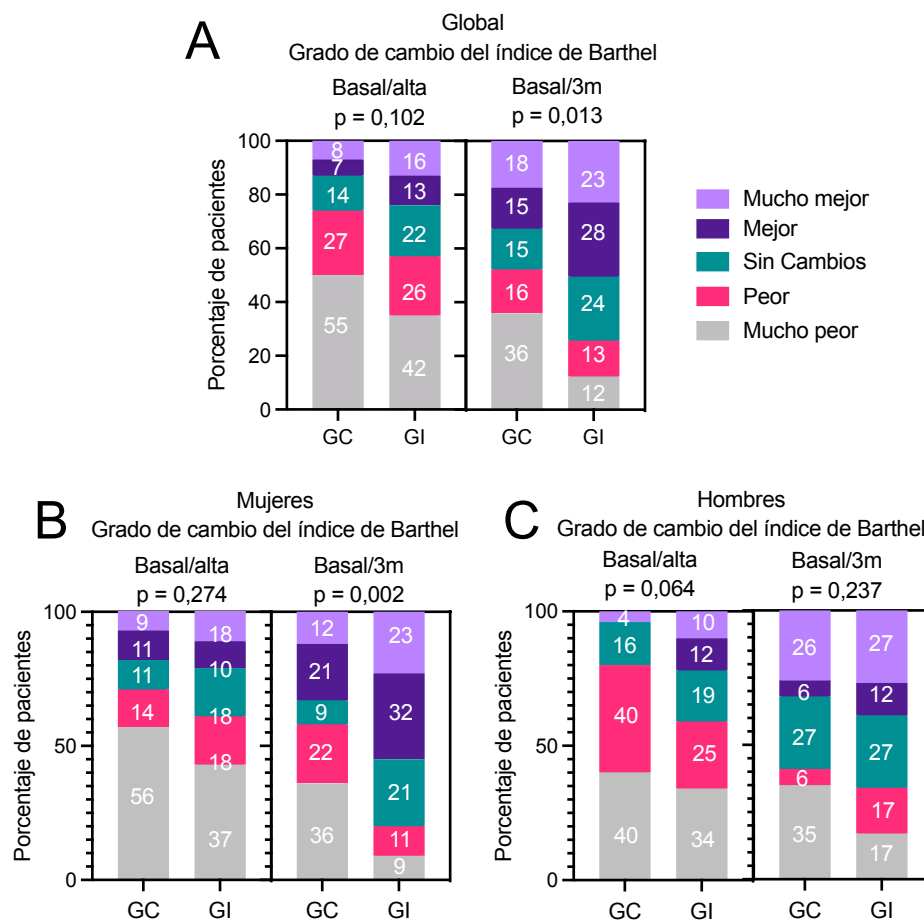 A
Global
Grado de cambio del índice de Barthel
Basal/alta
p = 0,102
Basal/3m
p = 0,013
Porcentaje de pacientes
100
80
60
40
20
0
8
7
14
27
55
16
13
22
26
42
18
15
15
16
36
23
28
24
13
12
GC
GI
GC
GI
Mucho mejor
Mejor
Sin Cambios
Peor
Mucho peor
B
Mujeres
Grado de cambio del índice de Barthel
Basal/alta
p = 0,274
Basal/3m
p = 0,002
Porcentaje de pacientes
100
50
0
9
11
11
14
56
18
10
18
18
37
12
21
9
22
36
23
32
21
11
9
GC
GI
GC
GI
C
Hombres
Grado de cambio del índice de Barthel
Basal/alta
p = 0,064
Basal/3m
p = 0,237
Porcentaje de pacientes
100
50
0
4
16
40
40
10
12
19
25
34
26
6
27
6
35
27
12
27
17
17
GC
GI
GC
GI